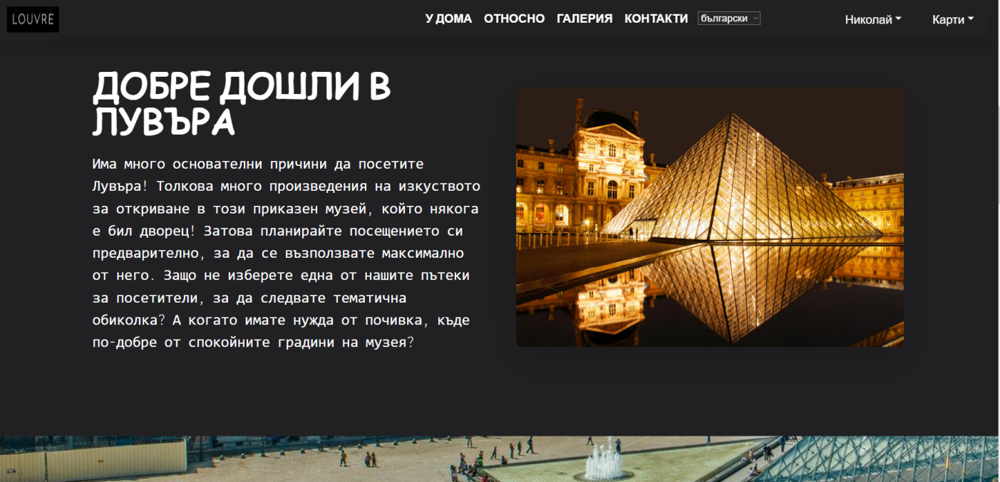 LOUVRE
У ДОМА ОТНОСНО ГАЛЕРИЯ КОНТАКТИ български Николай Карти
ДОБРЕ ДОШЛИ В
ЛУВЪРА
Има много основателни причини да посетите
Лувъра! Толкова много произведения на изкуството
за откриване в този приказен музей, който някога
е бил дворец! Затова планирайте посещението си
предварително, за да се възползвате максимално
от него. Защо не изберете една от нашите пътеки
за посетители, за да следвате тематична
обиколка? А когато имате нужда от почивка, къде
по-добре от спокойните градини на музея?